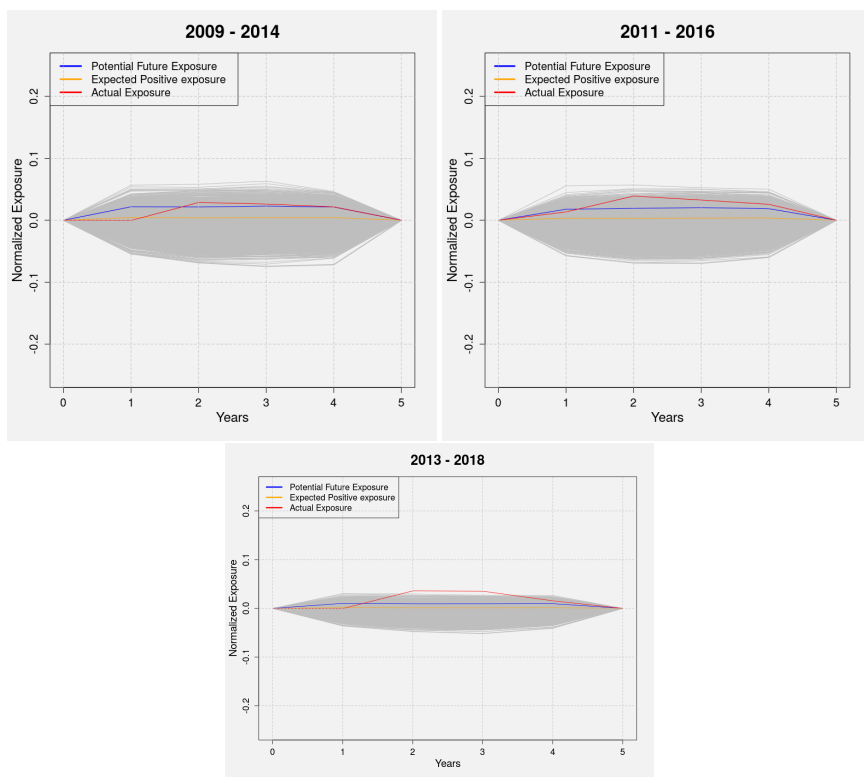 2009 - 2014
Potential Future Exposure
Expected Positive exposure
Actual Exposure
Normalized Exposure
0.2
0.1
0.0
-0.1
-0.2
0 1 2 3 4 5
Years
2011 - 2016
Potential Future Exposure
Expected Positive exposure
Actual Exposure
Normalized Exposure
0.2
0.1
0.0
-0.1
-0.2
0 1 2 3 4 5
Years
2013 - 2018
Potential Future Exposure
Expected Positive exposure
Actual Exposure
Normalized Exposure
0.2
0.1
0.0
-0.1
-0.2
0 1 2 3 4 5
Years